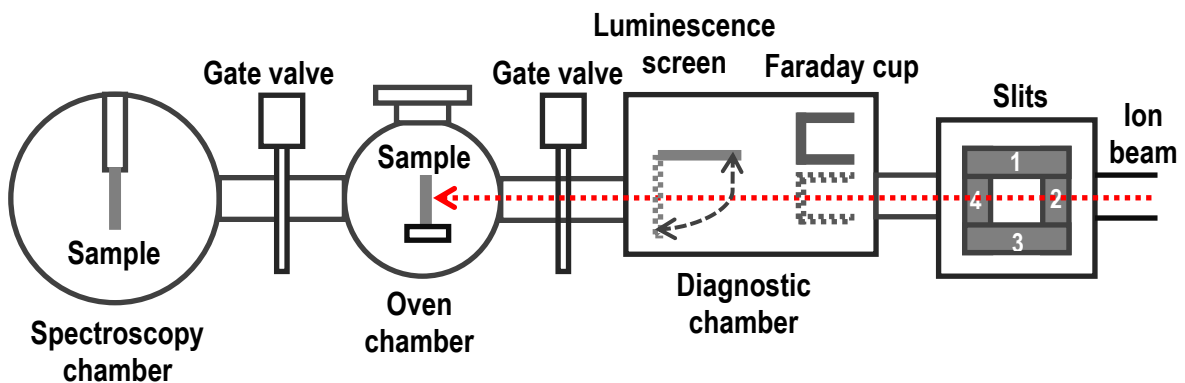 Luminescence
screen
Gate valve
Gate valve
Faraday cup
Slits
Ion
beam
Sample
1
4
2
3
Sample
Spectroscopy
chamber
Oven
chamber
Diagnostic
chamber